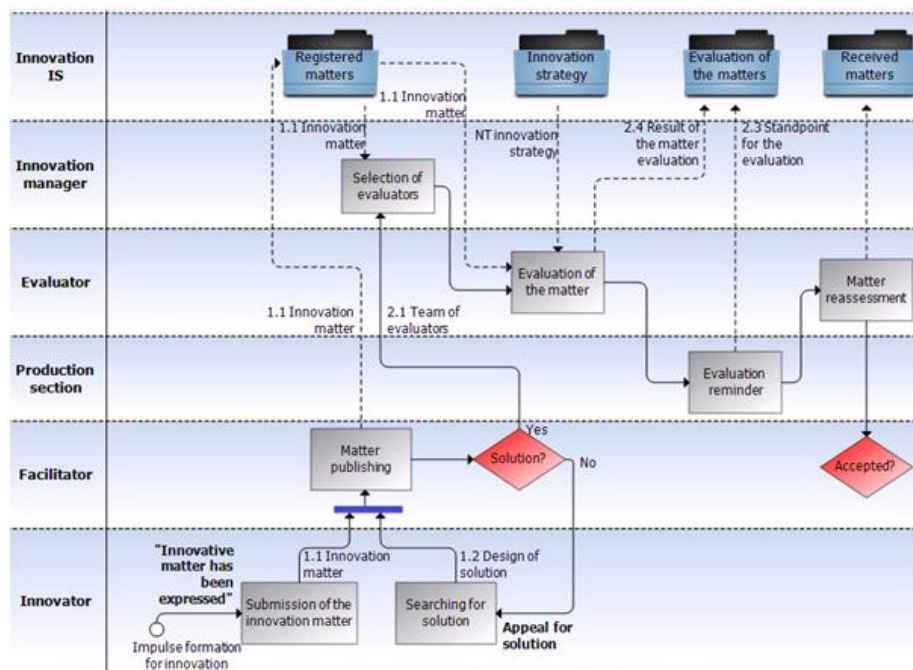 Innovation
IS
Registered
matters
Innovation
strategy
Evaluation of
the matters
Received
matters
1.1 Innovation
matter
1.1 Innovation
matter
NT innovation
strategy
2.4 Result of
the matter
evaluation
2.3 Standpoint
for the
evaluation
Innovation
manager
Selection of
evaluators
Evaluator
Evaluation of
the matter
Matter
reassessment
1.1 Innovation
matter
2.1 Team of
evaluators
Production
section
Evaluation
reminder
Facilitator
Matter
publishing
Solution?
Yes
No
Accepted?
Innovator
"Innovative
matter has
been
expressed"
1.1 Innovation
matter
1.2 Design of
solution
Submission of the
innovation matter
Searching for
solution
Appeal for
solution
Impulse formation
for innovation